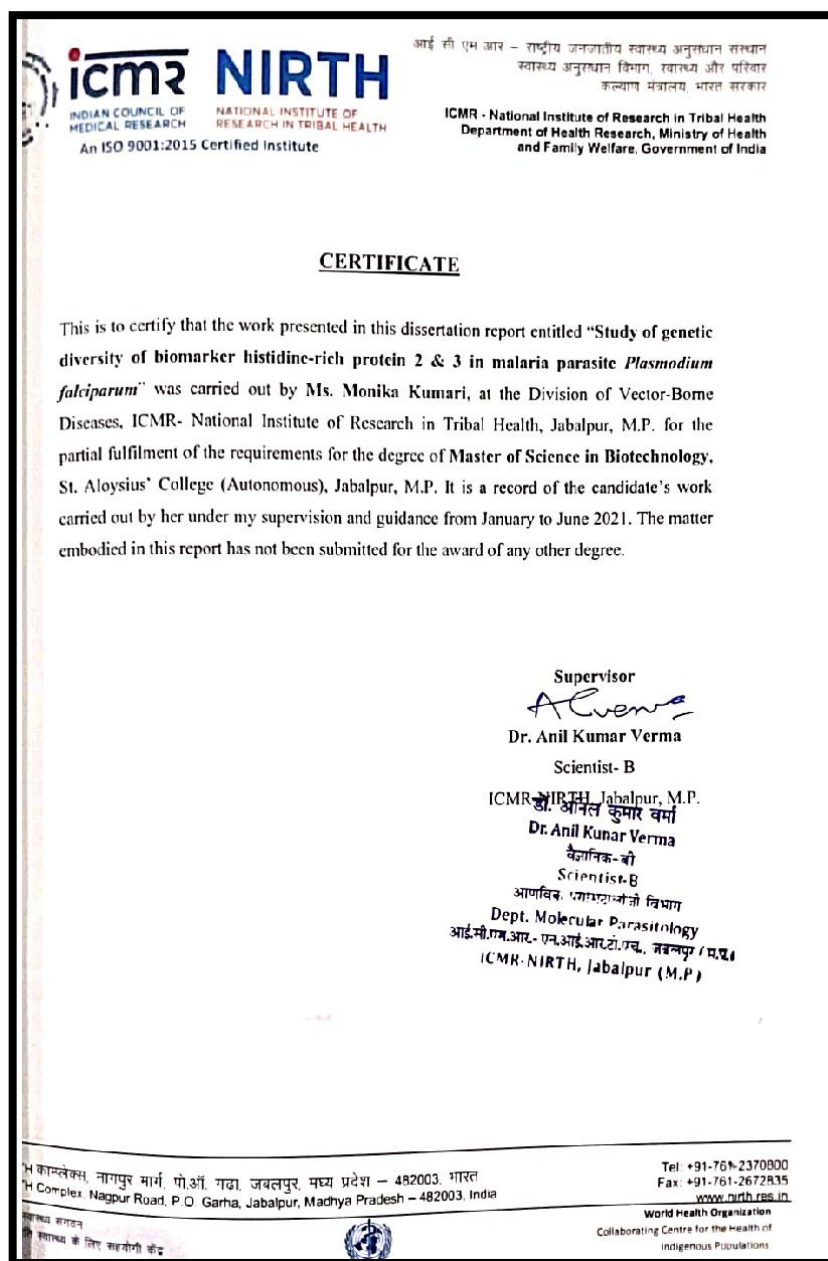 icmr NIRTH
INDIAN COUNCIL OF
MEDICAL RESEARCH
NATIONAL INSTITUTE OF
RESEARCH IN TRIBAL HEALTH
An ISO 9001:2015 Certified Institute
आई सी एम आर – राष्ट्रीय जनजातीय स्वास्थ्य अनुसंधान संस्थान
स्वास्थ्य अनुसंधान विभाग, स्वास्थ्य और परिवार
कल्याण मंत्रालय, भारत सरकार
ICMR - National Institute of Research in Tribal Health
Department of Health Research, Ministry of Health
and Family Welfare, Government of India
CERTIFICATE
This is to certify that the work presented in this dissertation report entitled “Study of genetic
diversity of biomarker histidine-rich protein 2 & 3 in malaria parasite Plasmodium
falciparum” was carried out by Ms. Monika Kumari, at the Division of Vector-Borne
Diseases, ICMR- National Institute of Research in Tribal Health, Jabalpur, M.P. for the
partial fulfilment of the requirements for the degree of Master of Science in Biotechnology,
St. Aloysius’ College (Autonomous), Jabalpur, M.P. It is a record of the candidate’s work
carried out by her under my supervision and guidance from January to June 2021. The matter
embodied in this report has not been submitted for the award of any other degree.
Supervisor
Dr. Anil Kumar Verma
Scientist- B
ICMR-NIRTH, Jabalpur, M.P.
डॉ. अनिल कुमार वर्मा
Dr. Anil Kunar Verma
वैज्ञानिक-बी
Scientist-B
आणविक विभाग
Dept. Molecular Parasitology
आई.सी.एम.आर.- एन.आई.आर.टी.एच., जबलपुर (म.प्र.)
ICMR-NIRTH, Jabalpur (M.P)
काम्प्लेक्स, नागपुर मार्ग, पो.ऑ. गढा, जबलपुर, मध्य प्रदेश – 482003, भारत
H Complex, Nagpur Road, P.O. Garha, Jabalpur, Madhya Pradesh – 482003, India
Tel: +91-761-2370800
Fax: +91-761-2672835
www.nirth.res.in
World Health Organization
Collaborating Centre for the Health of
Indigenous Populations
संगठन
स्वास्थ्य के लिए सहयोगी केंद्र